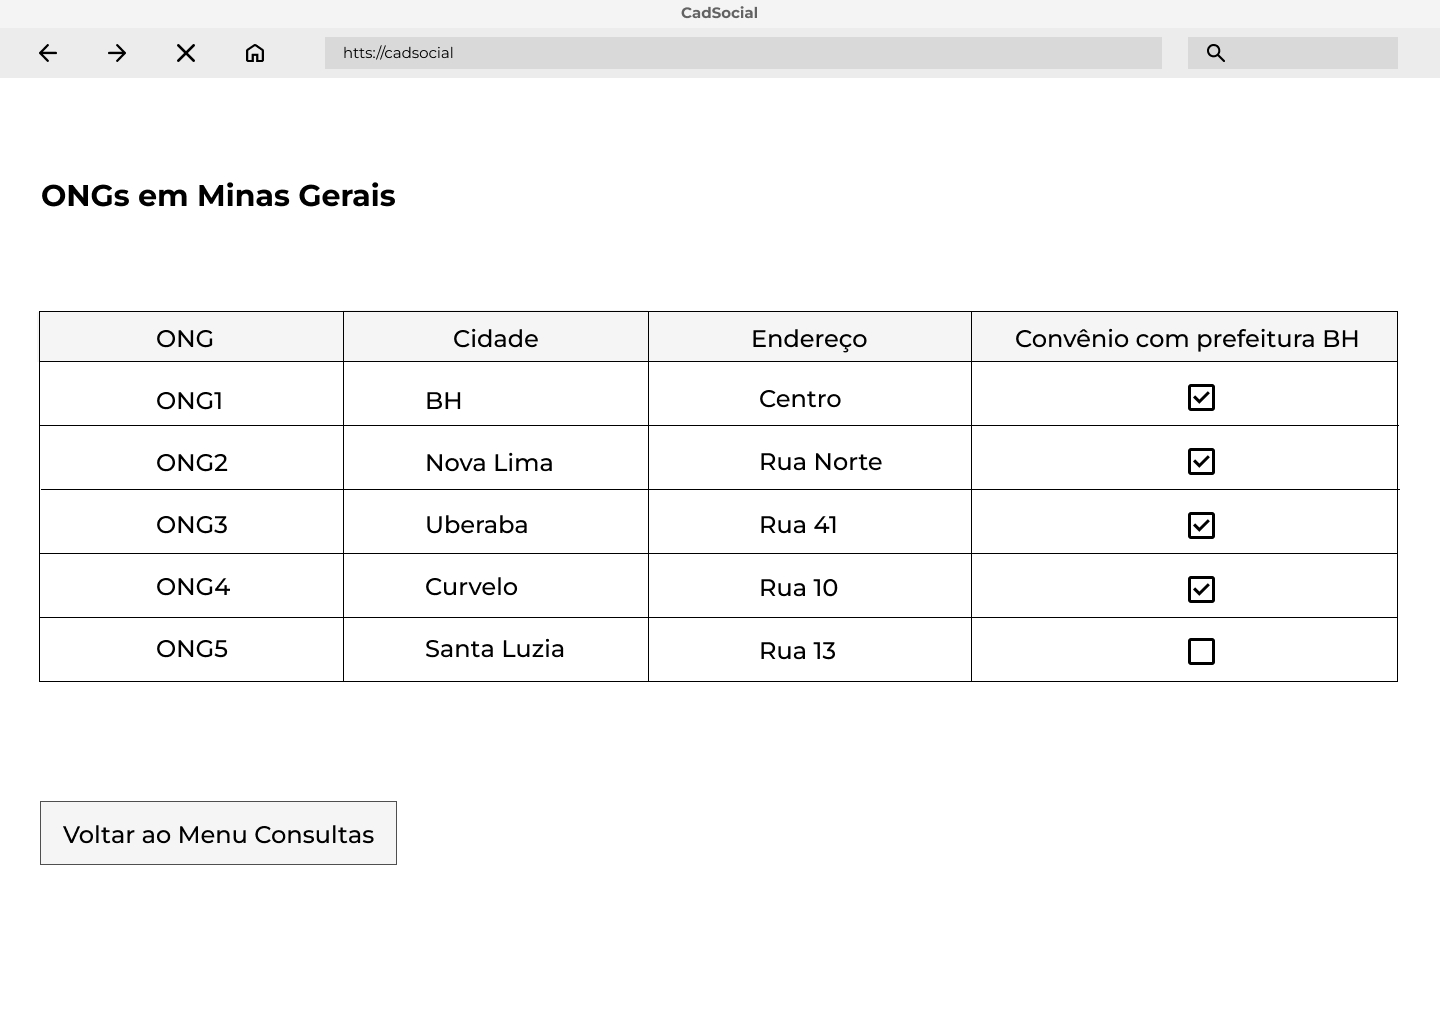 CadSocial
htts://cadsocial
ONGs em Minas Gerais
ONG Cidade Endereço Convênio com prefeitura BH
ONG1 BH Centro
ONG2 Nova Lima Rua Norte
ONG3 Uberaba Rua 41
ONG4 Curvelo Rua 10
ONG5 Santa Luzia Rua 13
Voltar ao Menu Consultas